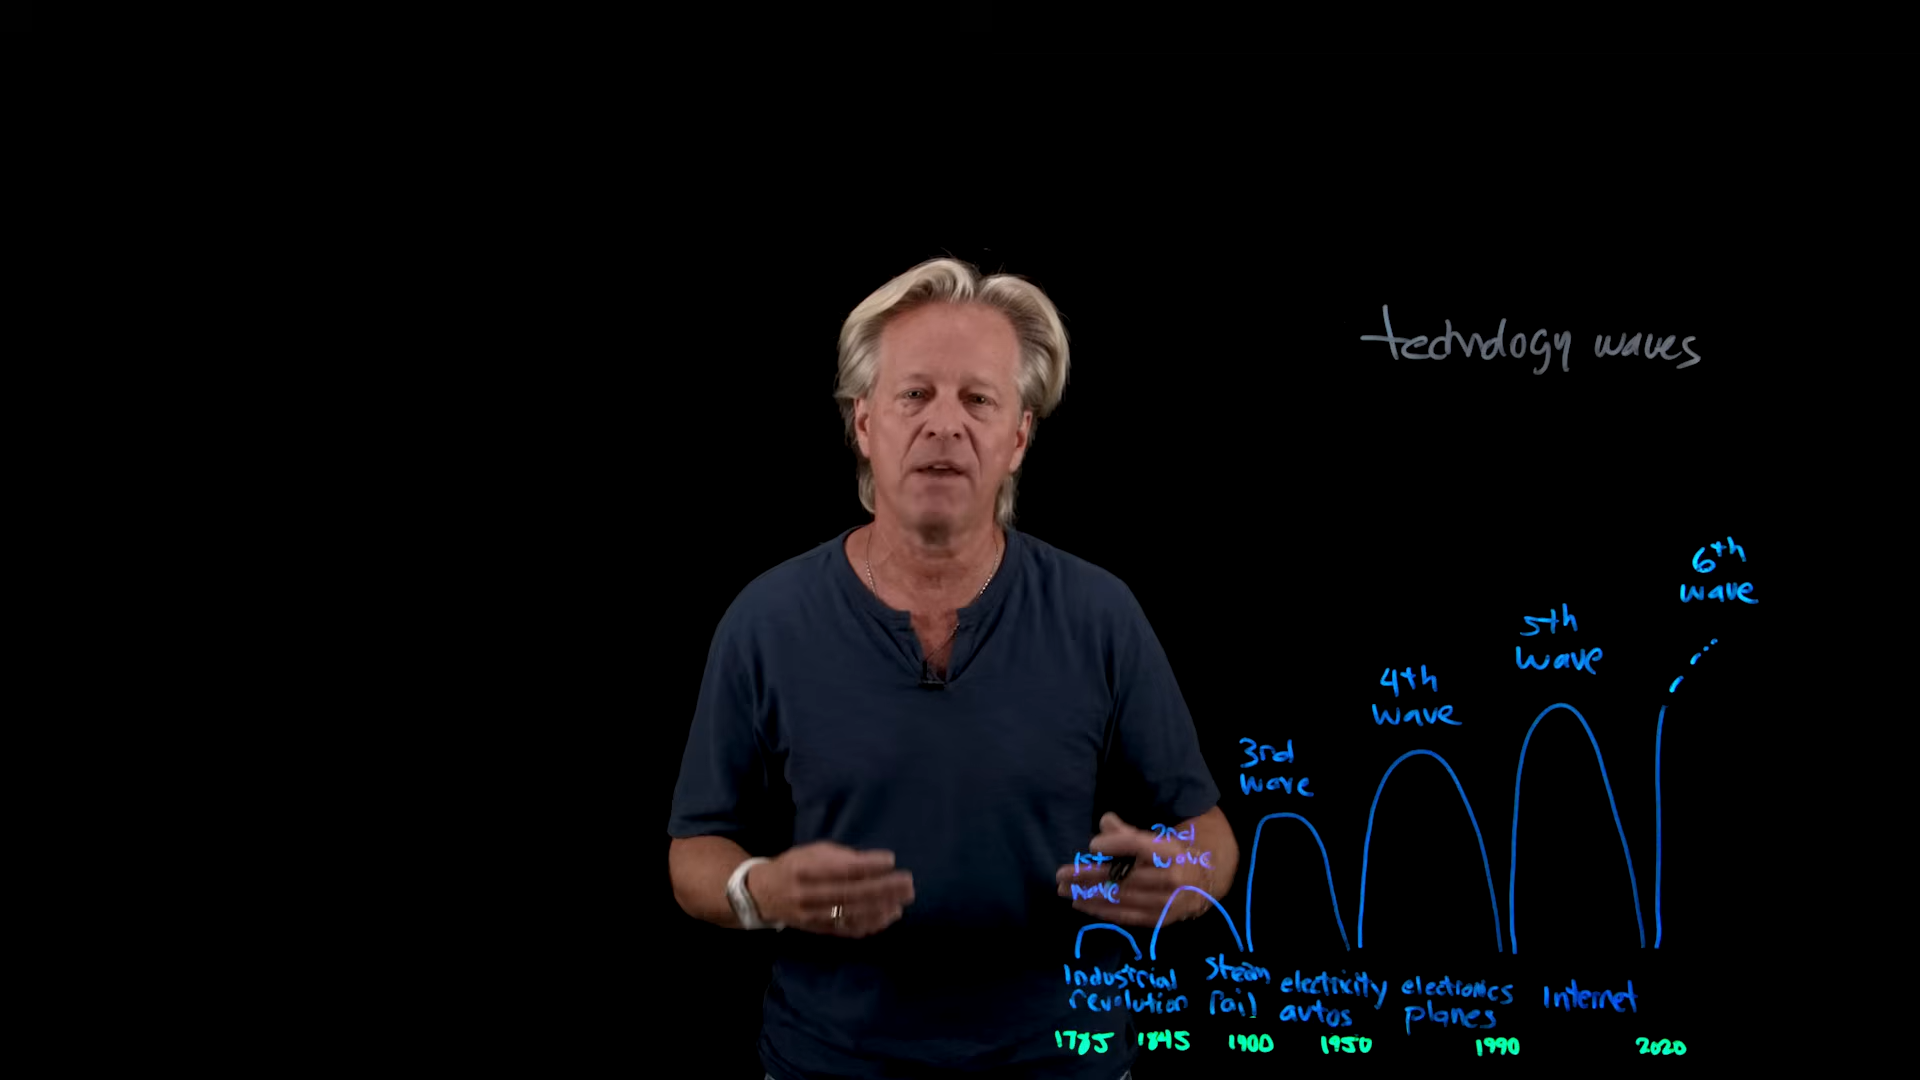 technology waves
6th
wave
5th
wave
4th
wave
3rd
wave
2nd
wave
1st
wave
Industrial
revolution
steam
rail
electricity
autos
electronics
planes
Internet
1785 1845 1900 1950 1990 2020